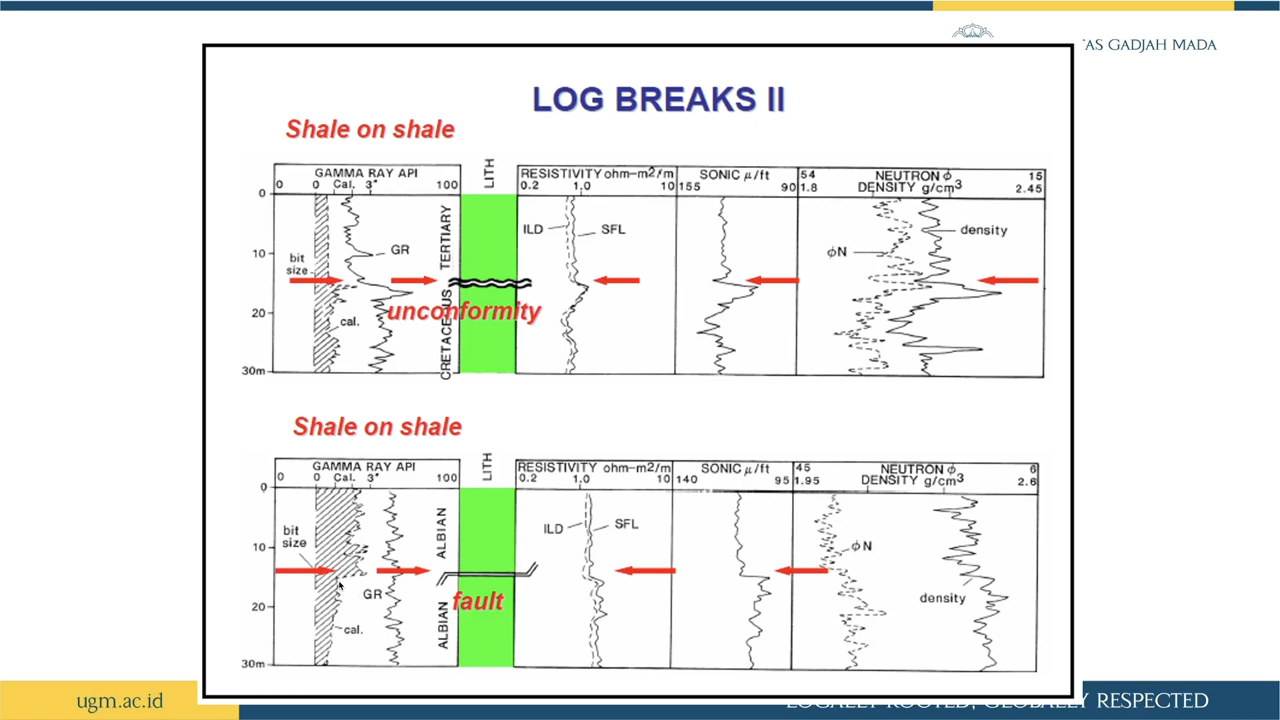 TAS GADJAH MADA
LOG BREAKS II
Shale on shale
GAMMA RAY API
0 0 Cal. 3" 100
LITH
RESISTIVITY ohm-m2/m
0.2 1.0 10
SONIC μ/ft
155 90
54 NEUTRON ϕ 15
1.8 DENSITY g/cm3 2.45
0
10
20
30m
bit
size
GR
cal.
TERTIARY
CRETACEOUS
unconformity
ILD
SFL
ϕN
density
Shale on shale
GAMMA RAY API
0 0 Cal. 3" 100
LITH
RESISTIVITY ohm-m2/m
0.2 1.0 10
SONIC μ/ft
140 95
45 NEUTRON ϕ 6
1.95 DENSITY g/cm3 2.6
0
10
20
30m
bit
size
GR
cal.
ALBIAN
ALBIAN
fault
ILD
SFL
ϕN
density
ugm.ac.id
LOCALLY ROOTED, GLOBALLY RESPECTED